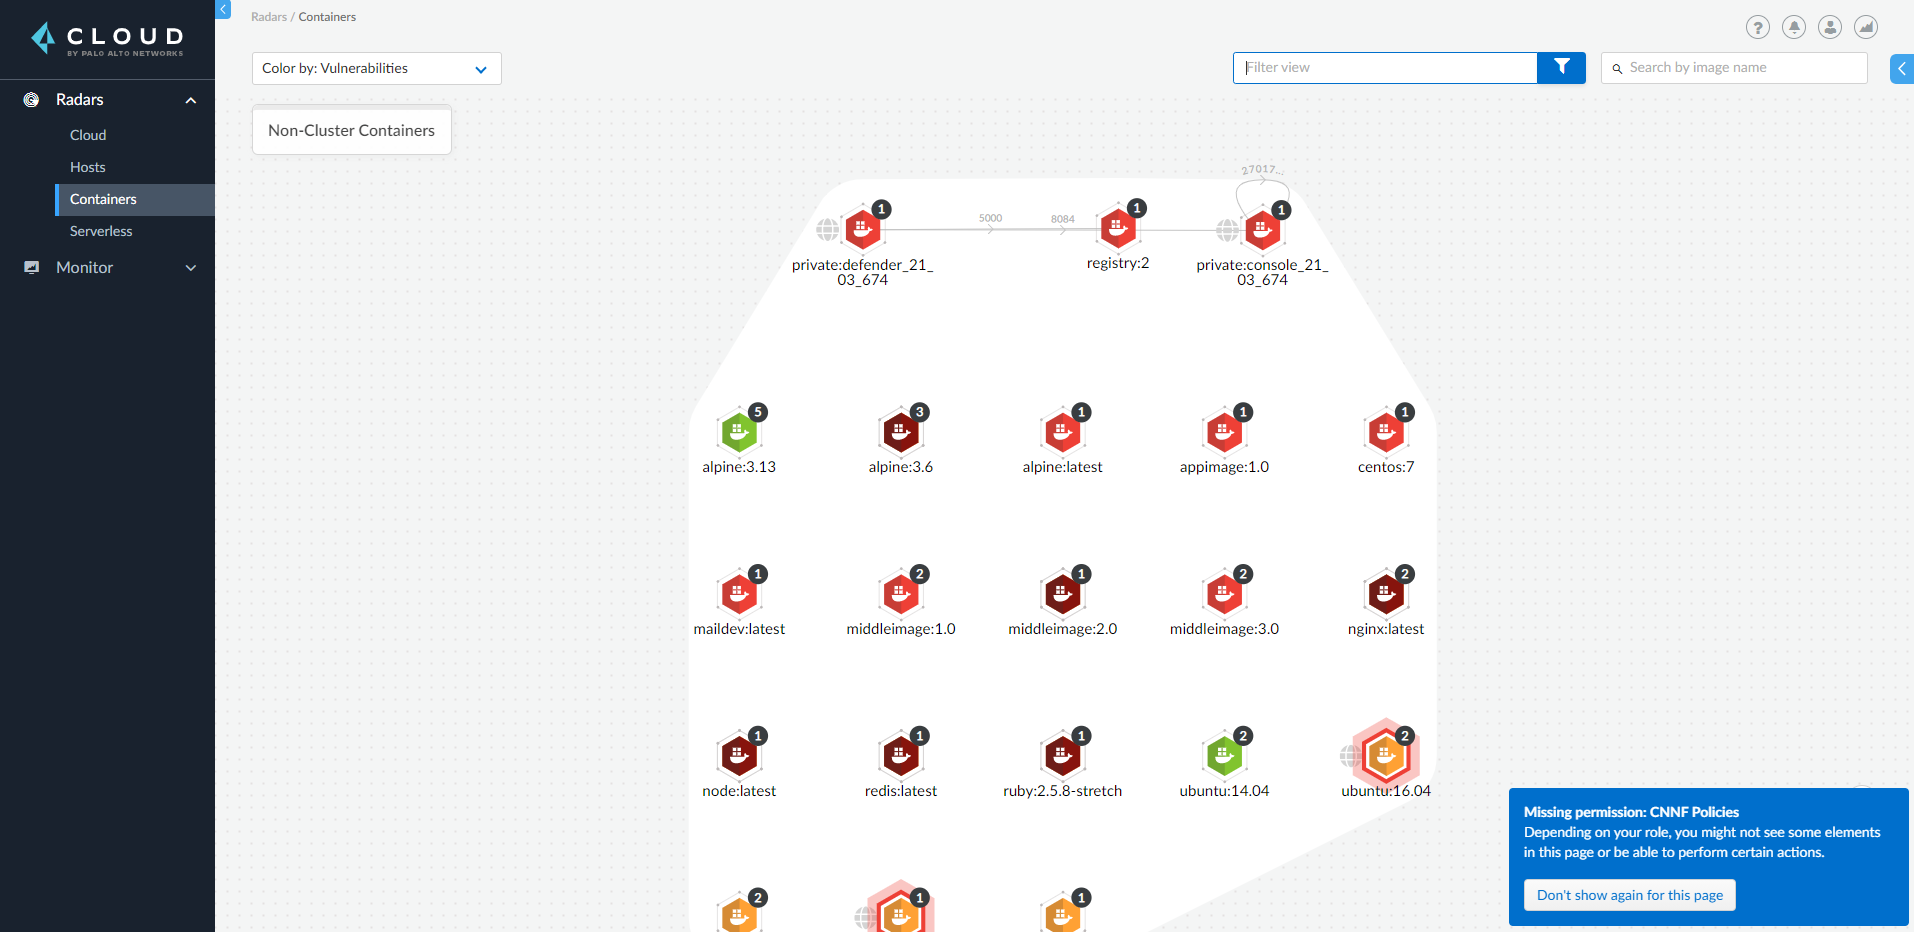 CLOUD
BY PALO ALTO NETWORKS
Radars
Cloud
Hosts
Containers
Serverless
Monitor
Radars / Containers
Color by: Vulnerabilities
Filter view
Search by image name
Non-Cluster Containers
27017...
1
1
1
5000
8084
private:defender_21_
03_674
registry:2
private:console_21_
03_674
5
3
1
1
1
alpine:3.13
alpine:3.6
alpine:latest
appimage:1.0
centos:7
1
2
1
2
2
maildev:latest
middleimage:1.0
middleimage:2.0
middleimage:3.0
nginx:latest
1
1
1
2
2
node:latest
redis:latest
ruby:2.5.8-stretch
ubuntu:14.04
ubuntu:16.04
2
1
1
Missing permission: CNNF Policies
Depending on your role, you might not see some elements
in this page or be able to perform certain actions.
Don't show again for this page